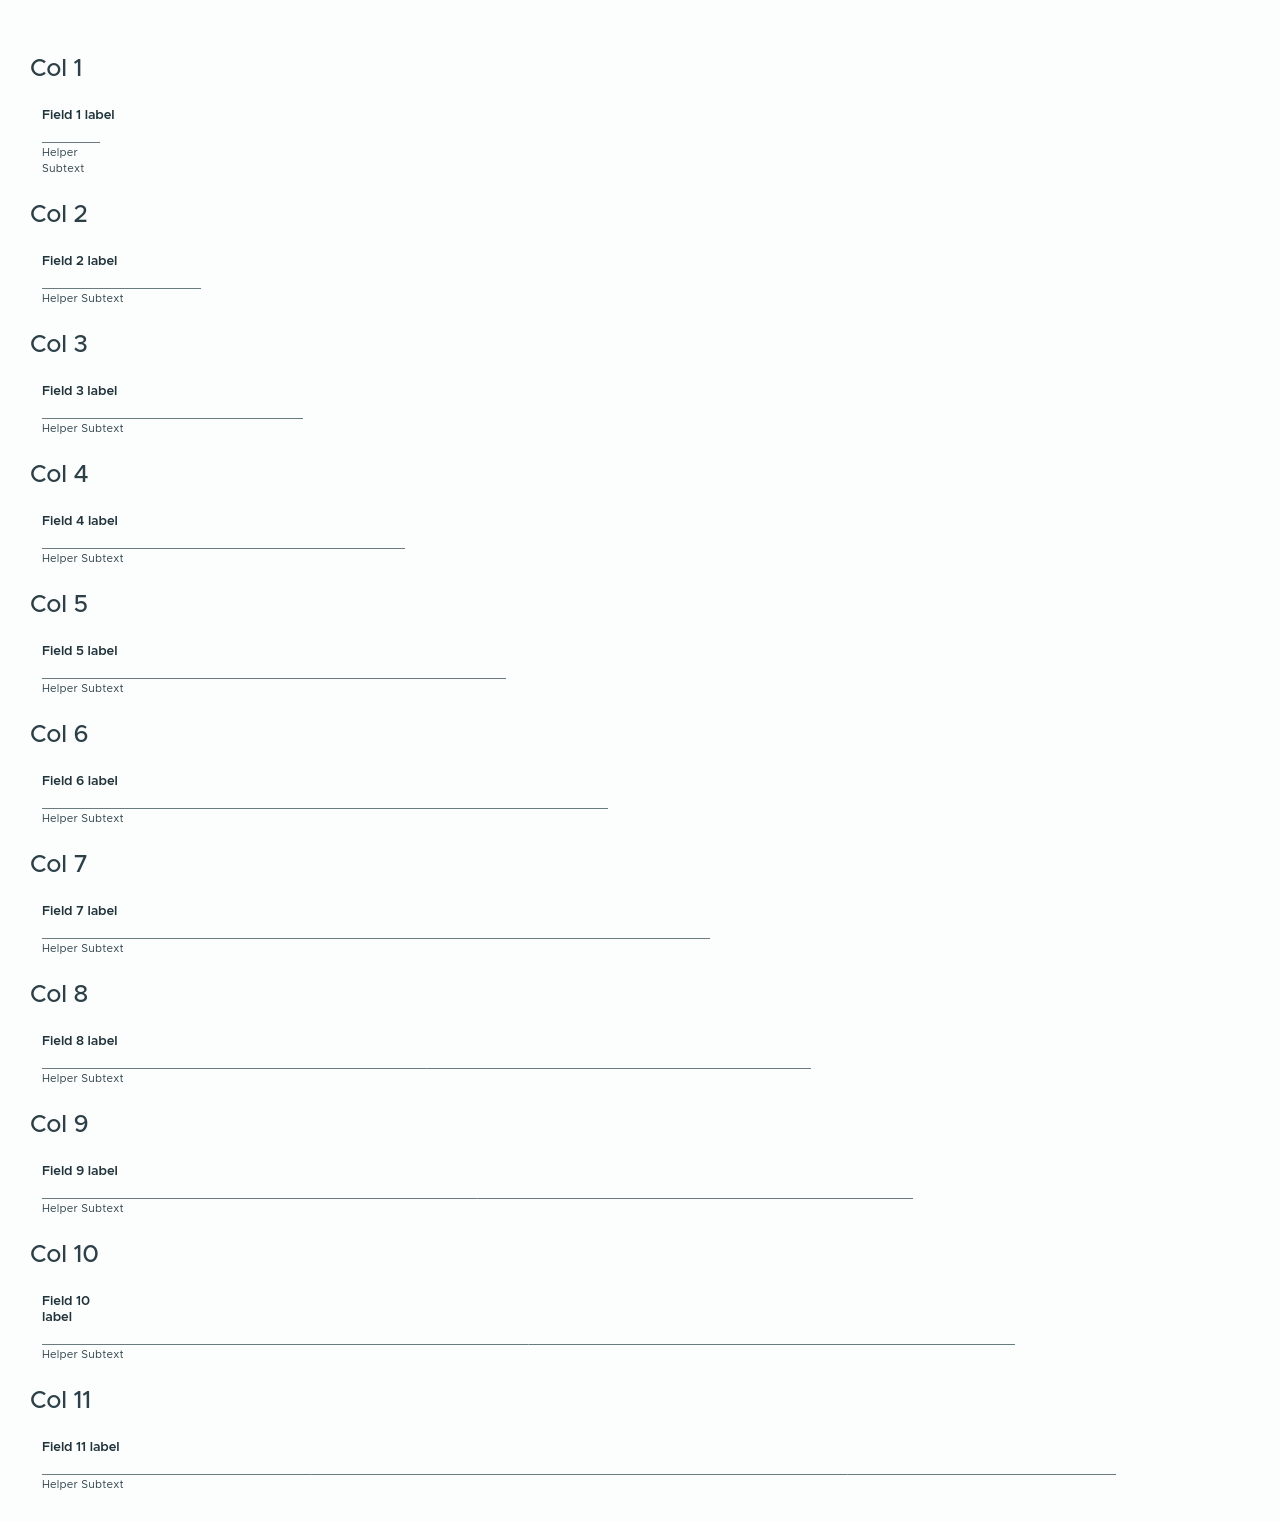 Col 1
Field 1 label
Helper
Subtext
Col 2
Field 2 label
Helper Subtext
Col 3
Field 3 label
Helper Subtext
Col 4
Field 4 label
Helper Subtext
Col 5
Field 5 label
Helper Subtext
Col 6
Field 6 label
Helper Subtext
Col 7
Field 7 label
Helper Subtext
Col 8
Field 8 label
Helper Subtext
Col 9
Field 9 label
Helper Subtext
Col 10
Field 10
label
Helper Subtext
Col 11
Field 11 label
Helper Subtext